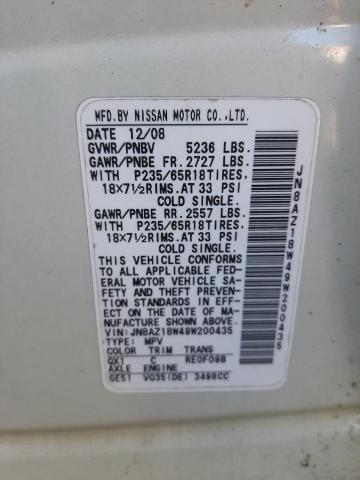 MFD. BY NISSAN MOTOR CO., LTD.
DATE 12/08
GVWR/PNBV 5236 LBS.
GAWR/PNBE FR. 2727 LBS.
WITH P235/65R18TIRES,
18X7½RIMS.AT 33 PSI
COLD SINGLE.
GAWR/PNBE RR. 2557 LBS.
WITH P235/65R18TIRES,
18X7½RIMS.AT 33 PSI
COLD SINGLE.
THIS VEHICLE CONFORMS
TO ALL APPLICABLE FED-
ERAL MOTOR VEHICLE SA-
FETY AND THEFT PREV-
ENTION STANDARDS IN EFF-
ECT ON THE DATE OF MA-
NUFACTURE SHOWN ABOVE.
VIN: JN8AZ18W49W200435
TYPE: MPV
COLOR TRIM TRANS
QX1 C RE0F09B
AXLE ENGINE
GE51 VQ35(DE) 3498CC
JN8AZ18W49W200435